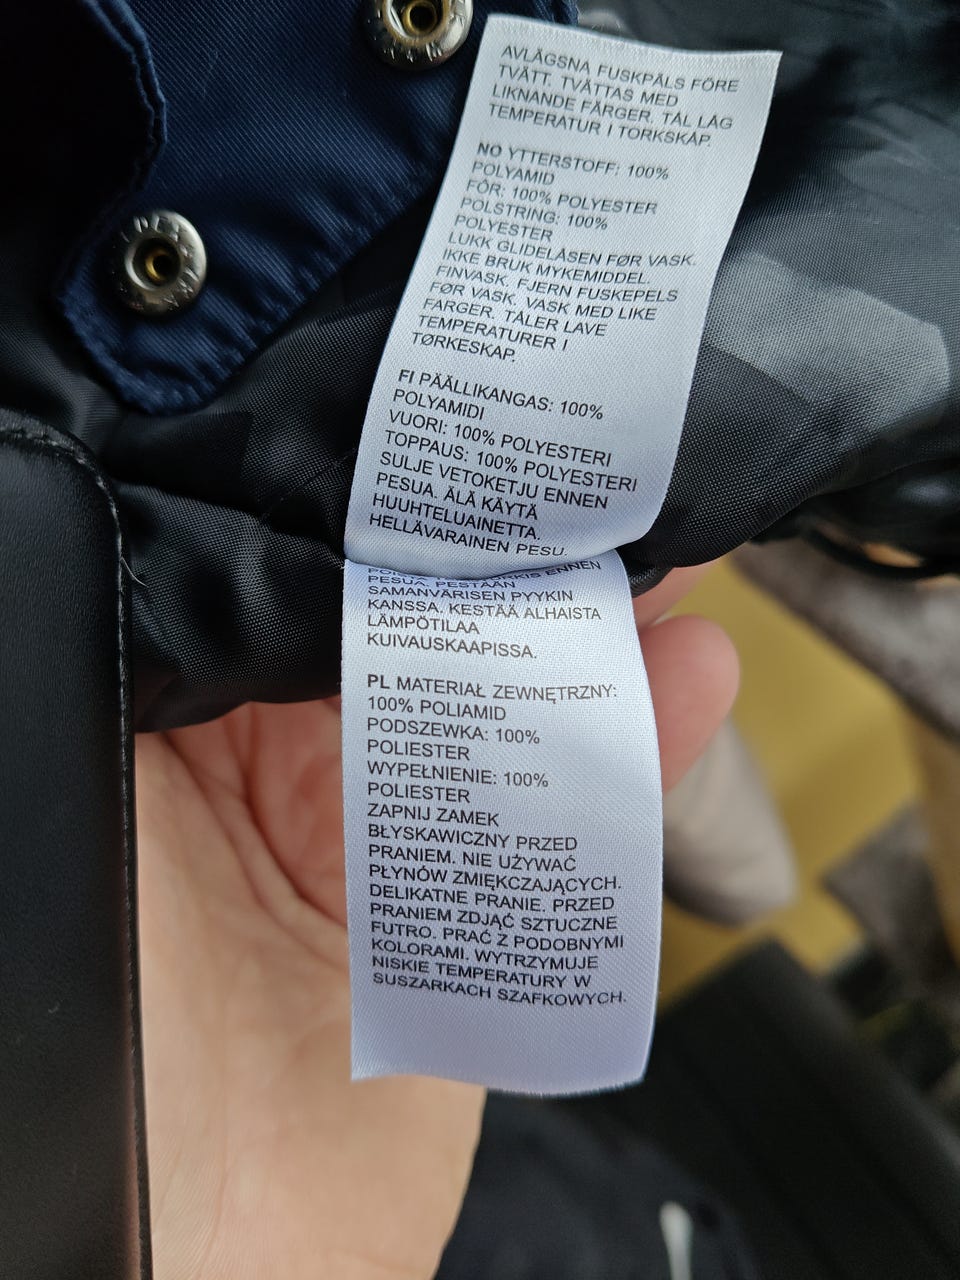 AVLÄGSNA FUSKPÄLS FÖRE
TVÄTT. TVÄTTAS MED
LIKNANDE FÄRGER. TÅL LÅG
TEMPERATUR I TORKSKÅP.
NO YTTERSTOFF: 100%
POLYAMID
FÔR: 100% POLYESTER
POLSTRING: 100%
POLYESTER
LUKK GLIDELÅSEN FØR VASK.
IKKE BRUK MYKEMIDDEL.
FINVASK. FJERN FUSKEPELS
FØR VASK. VASK MED LIKE
FARGER. TÅLER LAVE
TEMPERATURER I
TØRKESKAP.
FI PÄÄLLIKANGAS: 100%
POLYAMIDI
VUORI: 100% POLYESTERI
TOPPAUS: 100% POLYESTERI
SULJE VETOKETJU ENNEN
PESUA. ÄLÄ KÄYTÄ
HUUHTELUAINETTA.
HELLÄVARAINEN PESU.
ENNEN
PESUA. PESTÄÄN
SAMANVÄRISEN PYYKIN
KANSSA. KESTÄÄ ALHAISTA
LÄMPÖTILAA
KUIVAUSKAAPISSA.
PL MATERIAŁ ZEWNĘTRZNY:
100% POLIAMID
PODSZEWKA: 100%
POLIESTER
WYPEŁNIENIE: 100%
POLIESTER
ZAPNIJ ZAMEK
BŁYSKAWICZNY PRZED
PRANIEM. NIE UŻYWAĆ
PŁYNÓW ZMIĘKCZAJĄCYCH.
DELIKATNE PRANIE. PRZED
PRANIEM ZDJĄĆ SZTUCZNE
FUTRO. PRAĆ Z PODOBNYMI
KOLORAMI. WYTRZYMUJE
NISKIE TEMPERATURY W
SUSZARKACH SZAFKOWYCH.